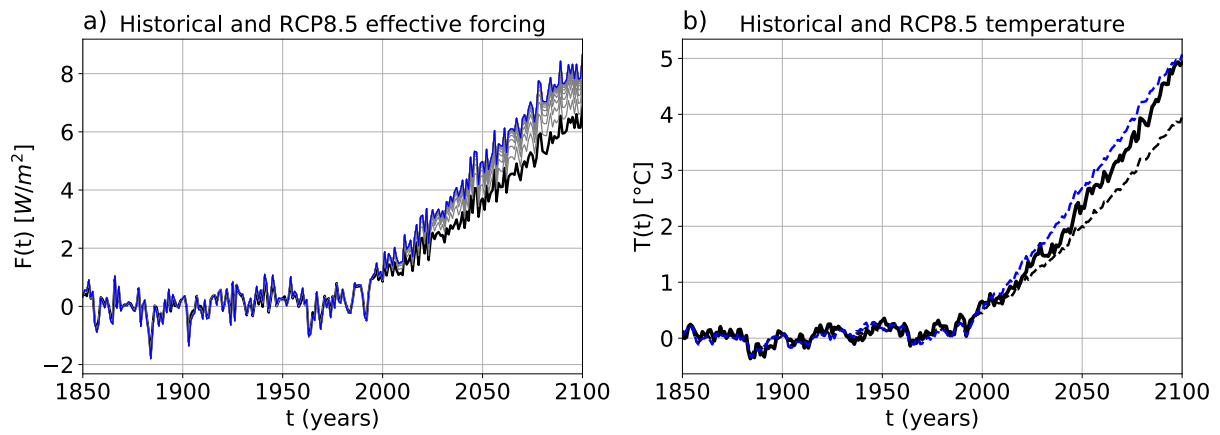 a) Historical and RCP8.5 effective forcing
F(t) [W/m²]
8
6
4
2
0
−2
1850 1900 1950 2000 2050 2100
t (years)
b) Historical and RCP8.5 temperature
T(t) [°C]
5
4
3
2
1
0
1850 1900 1950 2000 2050 2100
t (years)